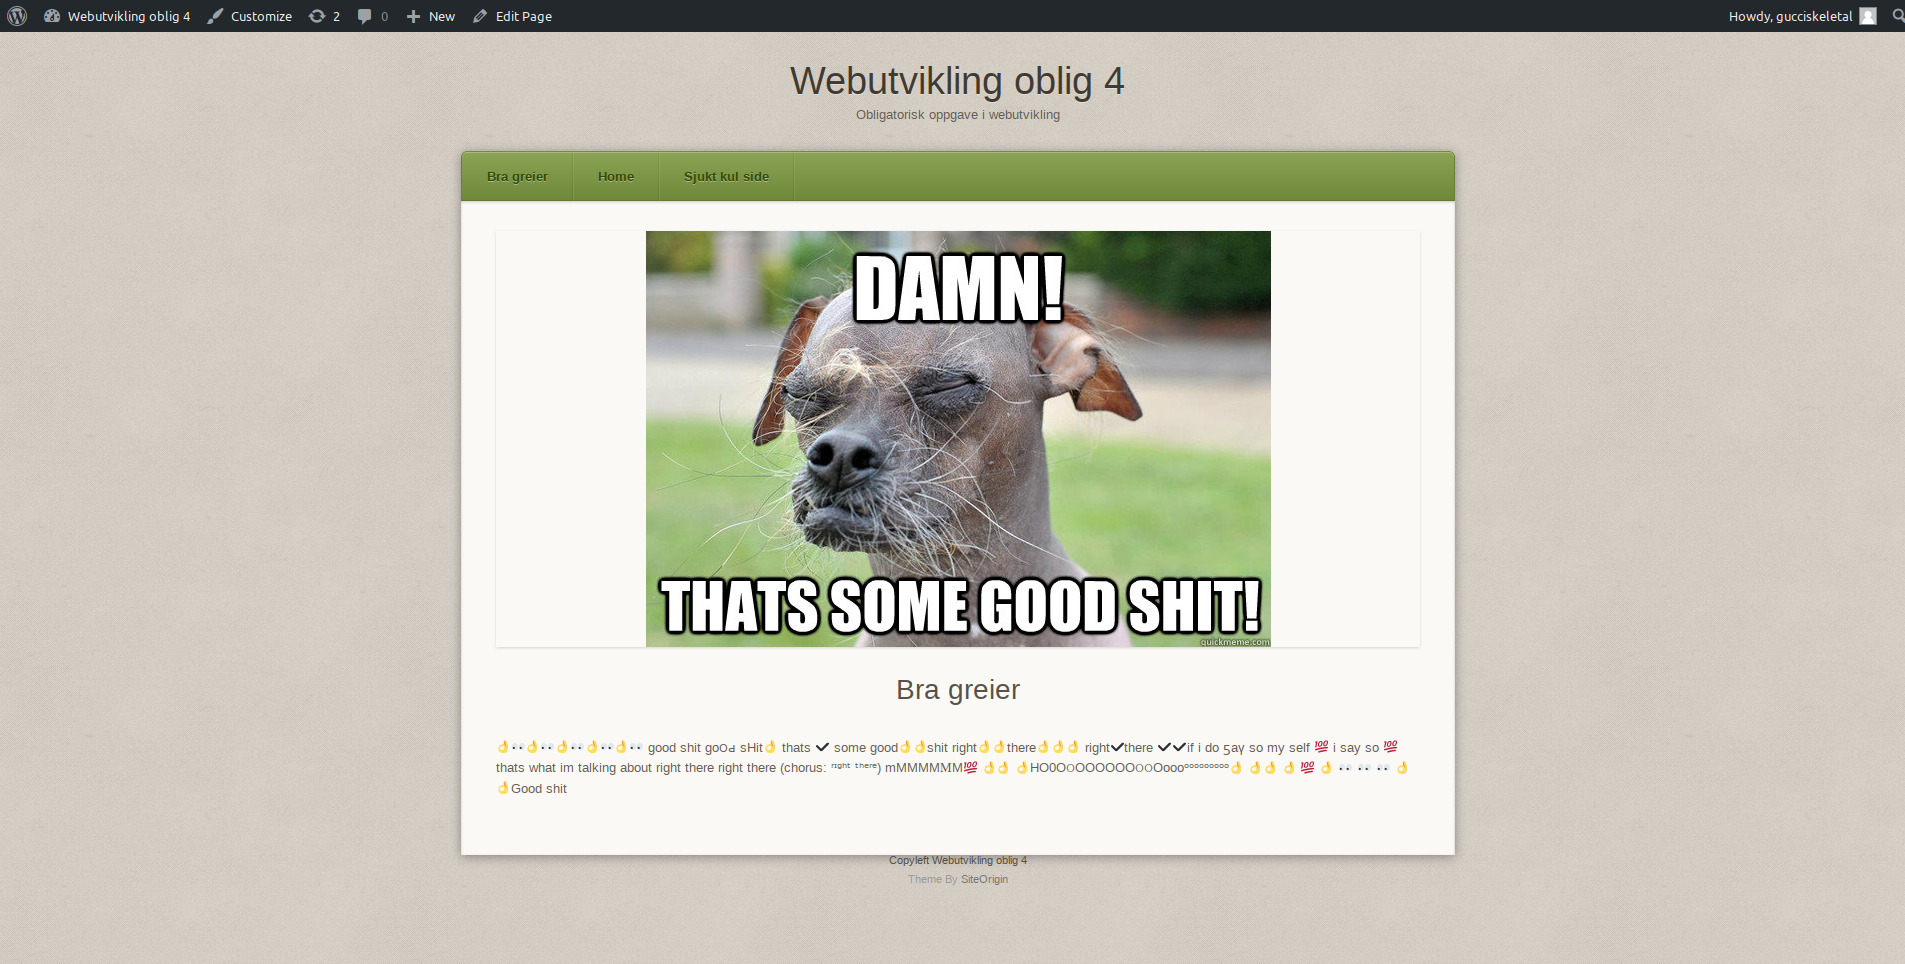 Webutvikling oblig 4 Customize 2 0 New Edit Page Howdy, gucciskeletal
Webutvikling oblig 4
Obligatorisk oppgave i webutvikling
Bra greier Home Sjukt kul side
DAMN!
THATS SOME GOOD SHIT!
quickmeme.com
Bra greier
👌👀👌👀👌👀👌👀👌👀 good shit goԁ sHit👌 thats ✔ some good👌👌shit right👌👌there👌👌👌 right✔there ✔✔if i do ƽaү so my self 💯 i say so 💯
thats what im talking about right there right there (chorus: ʳᶦᵍʰᵗ ᵗʰᵉʳᵉ) mMMMMМM💯 👌👌 👌HO0ОOOOOOОOOOoooᵒᵒᵒᵒᵒᵒᵒᵒᵒ👌 👌👌 👌 💯 👌 👀 👀 👀 👌
👌Good shit
Copyleft Webutvikling oblig 4
Theme By SiteOrigin